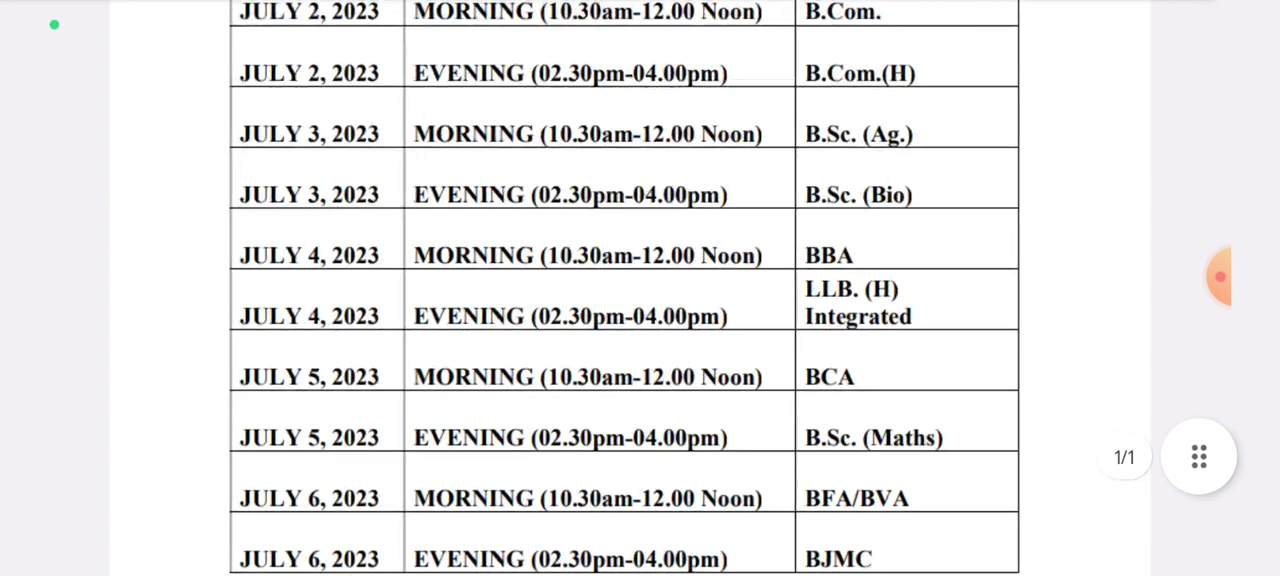 JULY 2, 2023 MORNING (10.30am-12.00 Noon) B.Com.
JULY 2, 2023 EVENING (02.30pm-04.00pm) B.Com.(H)
JULY 3, 2023 MORNING (10.30am-12.00 Noon) B.Sc. (Ag.)
JULY 3, 2023 EVENING (02.30pm-04.00pm) B.Sc. (Bio)
JULY 4, 2023 MORNING (10.30am-12.00 Noon) BBA
LLB. (H)
JULY 4, 2023 EVENING (02.30pm-04.00pm) Integrated
JULY 5, 2023 MORNING (10.30am-12.00 Noon) BCA
JULY 5, 2023 EVENING (02.30pm-04.00pm) B.Sc. (Maths)
1/1
JULY 6, 2023 MORNING (10.30am-12.00 Noon) BFA/BVA
JULY 6, 2023 EVENING (02.30pm-04.00pm) BJMC